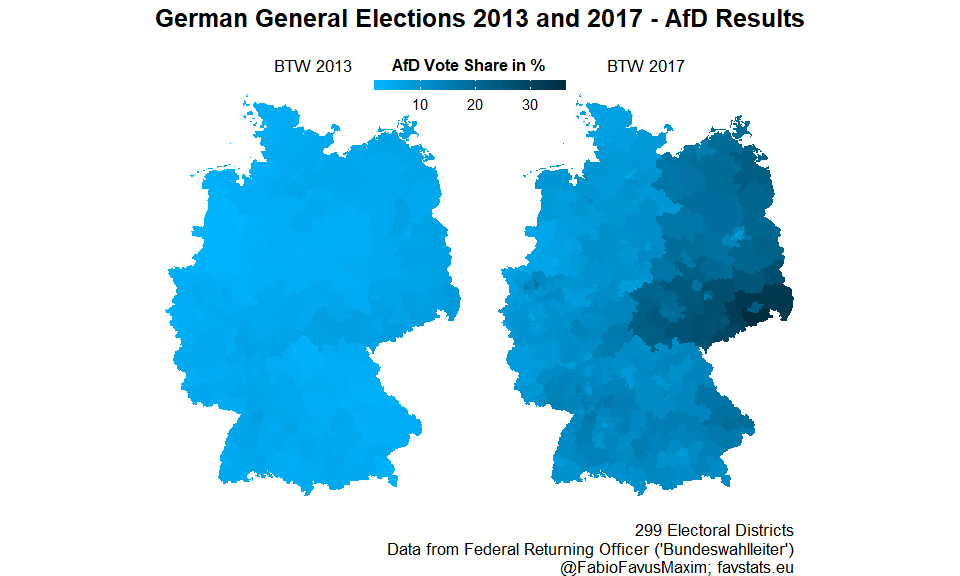 German General Elections 2013 and 2017 - AfD Results
BTW 2013
AfD Vote Share in %
BTW 2017
10 20 30
299 Electoral Districts
Data from Federal Returning Officer ('Bundeswahlleiter')
@FabioFavusMaxim; favstats.eu